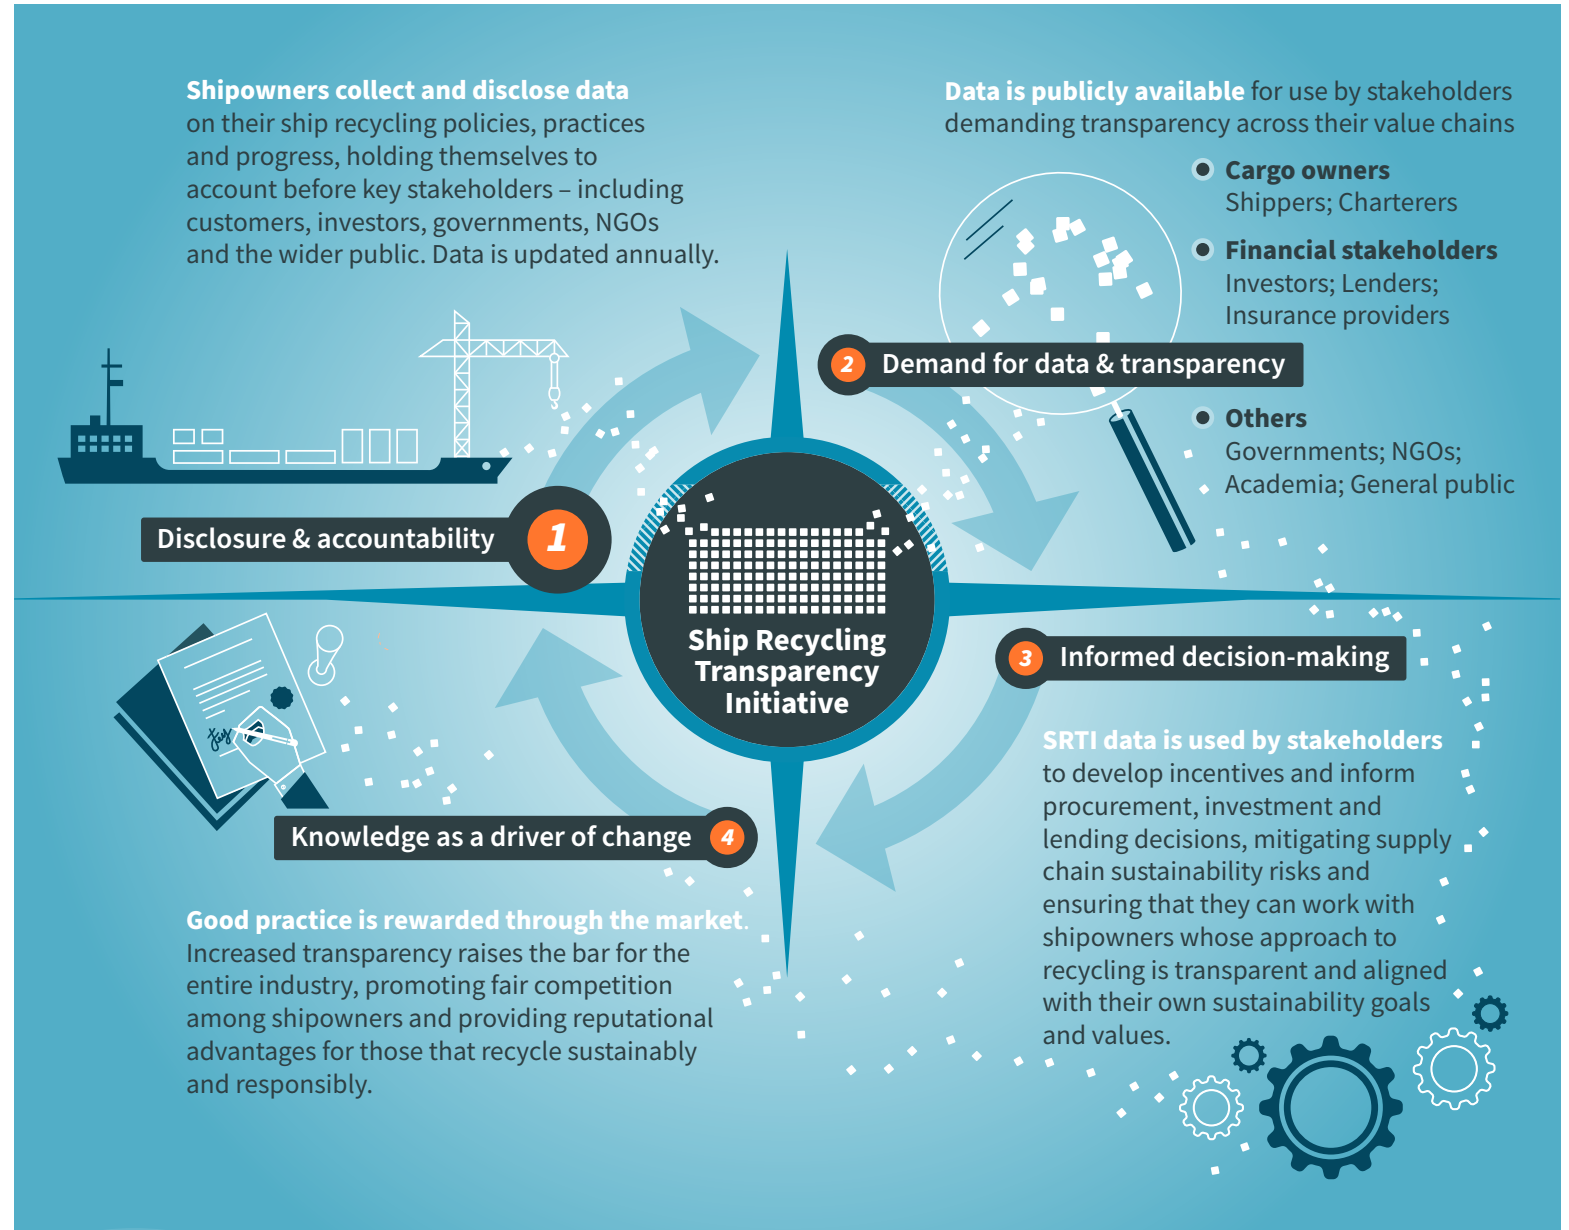 Shipowners collect and disclose data
on their ship recycling policies, practices
and progress, holding themselves to
account before key stakeholders – including
customers, investors, governments, NGOs
and the wider public. Data is updated annually.
1
Disclosure & accountability
Data is publicly available for use by stakeholders
demanding transparency across their value chains
Cargo owners
Shippers; Charterers
Financial stakeholders
Investors; Lenders;
Insurance providers
2 Demand for data & transparency
Others
Governments; NGOs;
Academia; General public
Ship Recycling
Transparency
Initiative
3 Informed decision-making
SRTI data is used by stakeholders
to develop incentives and inform
procurement, investment and
lending decisions, mitigating supply
chain sustainability risks and
ensuring that they can work with
shipowners whose approach to
recycling is transparent and aligned
with their own sustainability goals
and values.
Knowledge as a driver of change 4
Good practice is rewarded through the market.
Increased transparency raises the bar for the
entire industry, promoting fair competition
among shipowners and providing reputational
advantages for those that recycle sustainably
and responsibly.